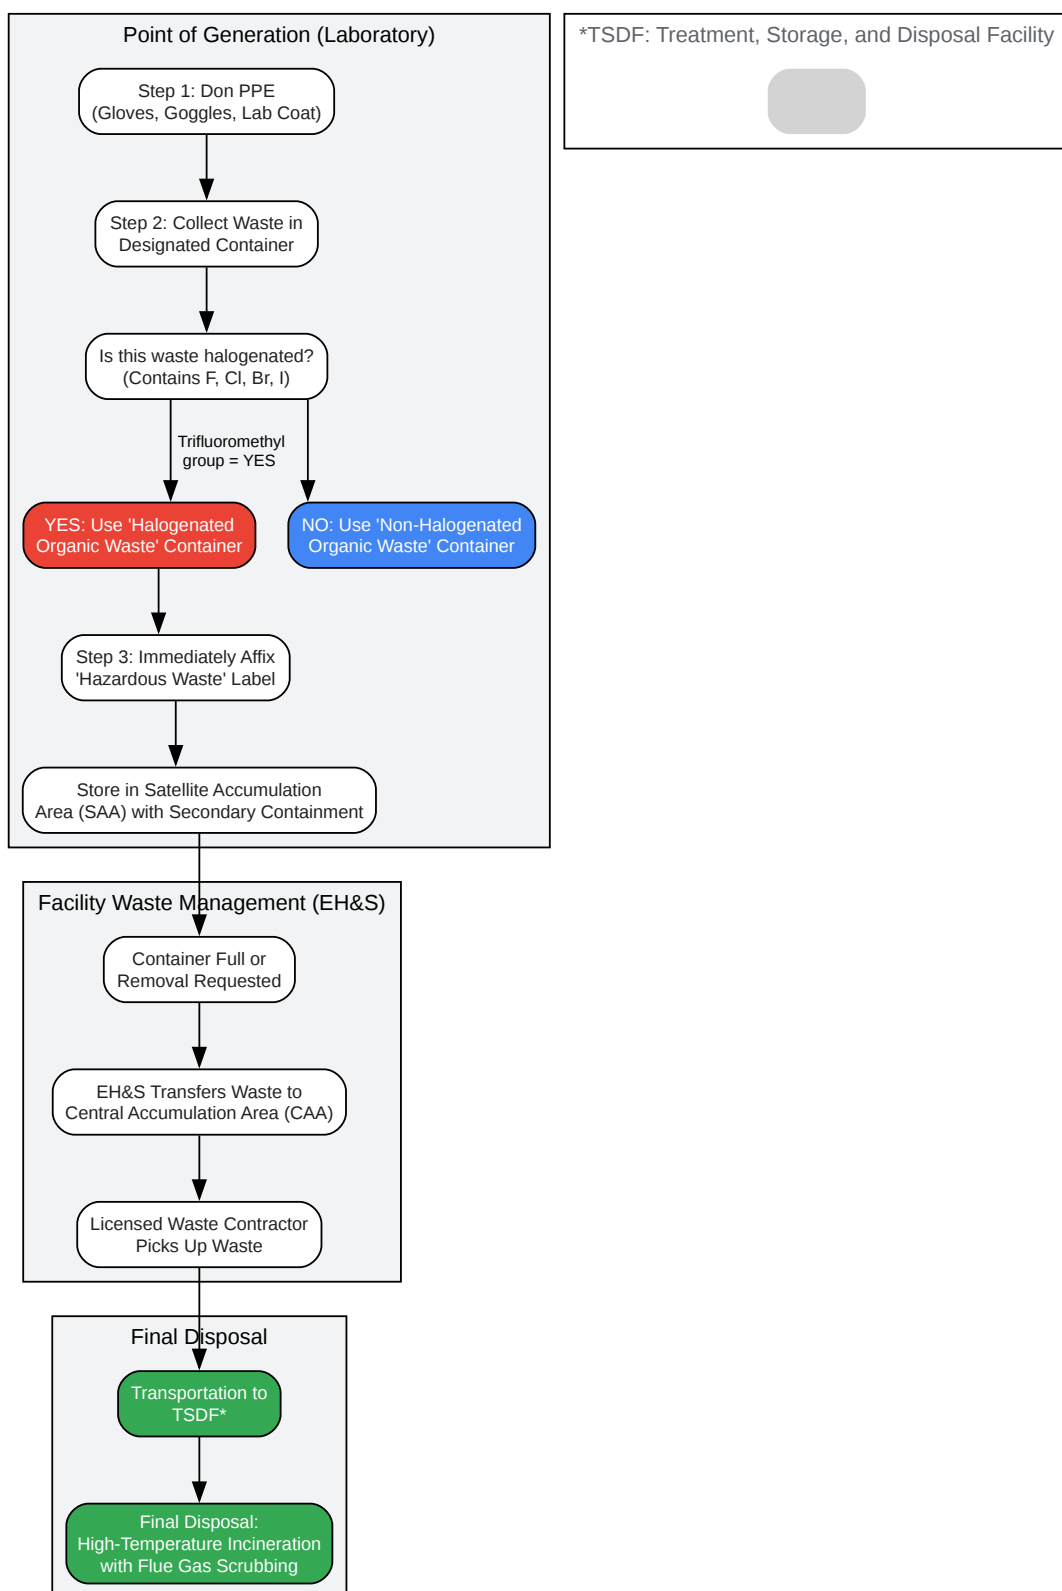 Point of Generation (Laboratory)
Step 1: Don PPE
(Gloves, Goggles, Lab Coat)
Step 2: Collect Waste in
Designated Container
Is this waste halogenated?
(Contains F, Cl, Br, I)
Trifluoromethyl
group = YES
YES: Use 'Halogenated
Organic Waste' Container
NO: Use 'Non-Halogenated
Organic Waste' Container
Step 3: Immediately Affix
'Hazardous Waste' Label
Store in Satellite Accumulation
Area (SAA) with Secondary Containment
Facility Waste Management (EH&S)
Container Full or
Removal Requested
EH&S Transfers Waste to
Central Accumulation Area (CAA)
Licensed Waste Contractor
Picks Up Waste
Final Disposal
Transportation to
TSDF*
Final Disposal:
High-Temperature Incineration
with Flue Gas Scrubbing
*TSDF: Treatment, Storage, and Disposal Facility